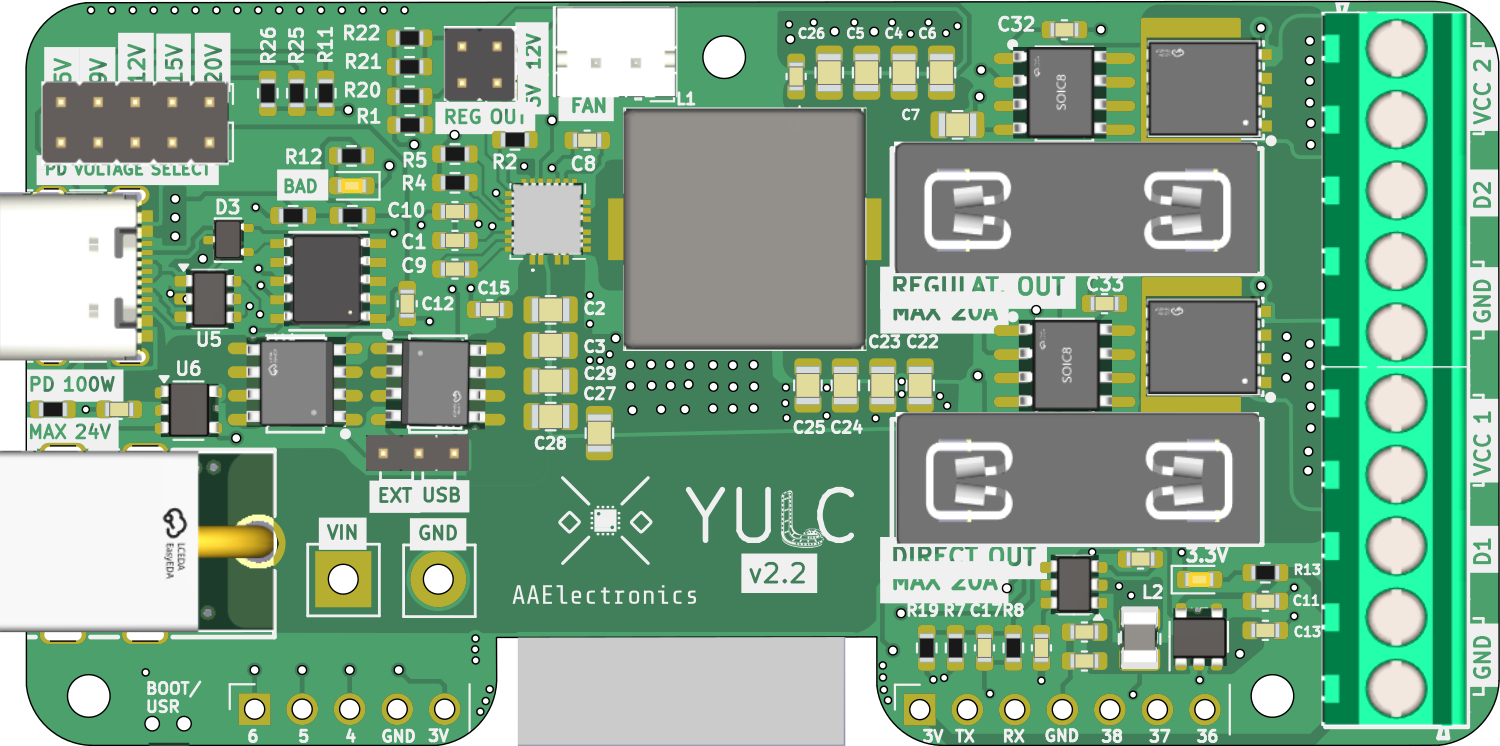 R22
R21
R20
R1
R26
R25
R11
12V
15V
20V
PD VOLTAGE SELECT
12V
5V
REG OUT
FAN
L1
C26
C5
C4
C6
C32
C7
SOIC8
VCC 2
D2
GND
VCC 1
D1
GND
R12
BAD
R5
R4
R2
C8
C10
C1
C9
D3
U5
C12
C15
C2
C3
C29
C27
C28
U6
PD 100W
MAX 24V
EXT USB
VIN
GND
LCEDA
EasyEDA
REGULAT. OUT
MAX 20A
C33
C23 C22
SOIC8
C25 C24
YULC
v2.2
AAElectronics
DIRECT OUT
MAX 20A
3.3V
L2
R13
C11
C13
R19 R7 C17 R8
BOOT/
USR
6 5 4 GND 3V
3V TX RX GND 38 37 36